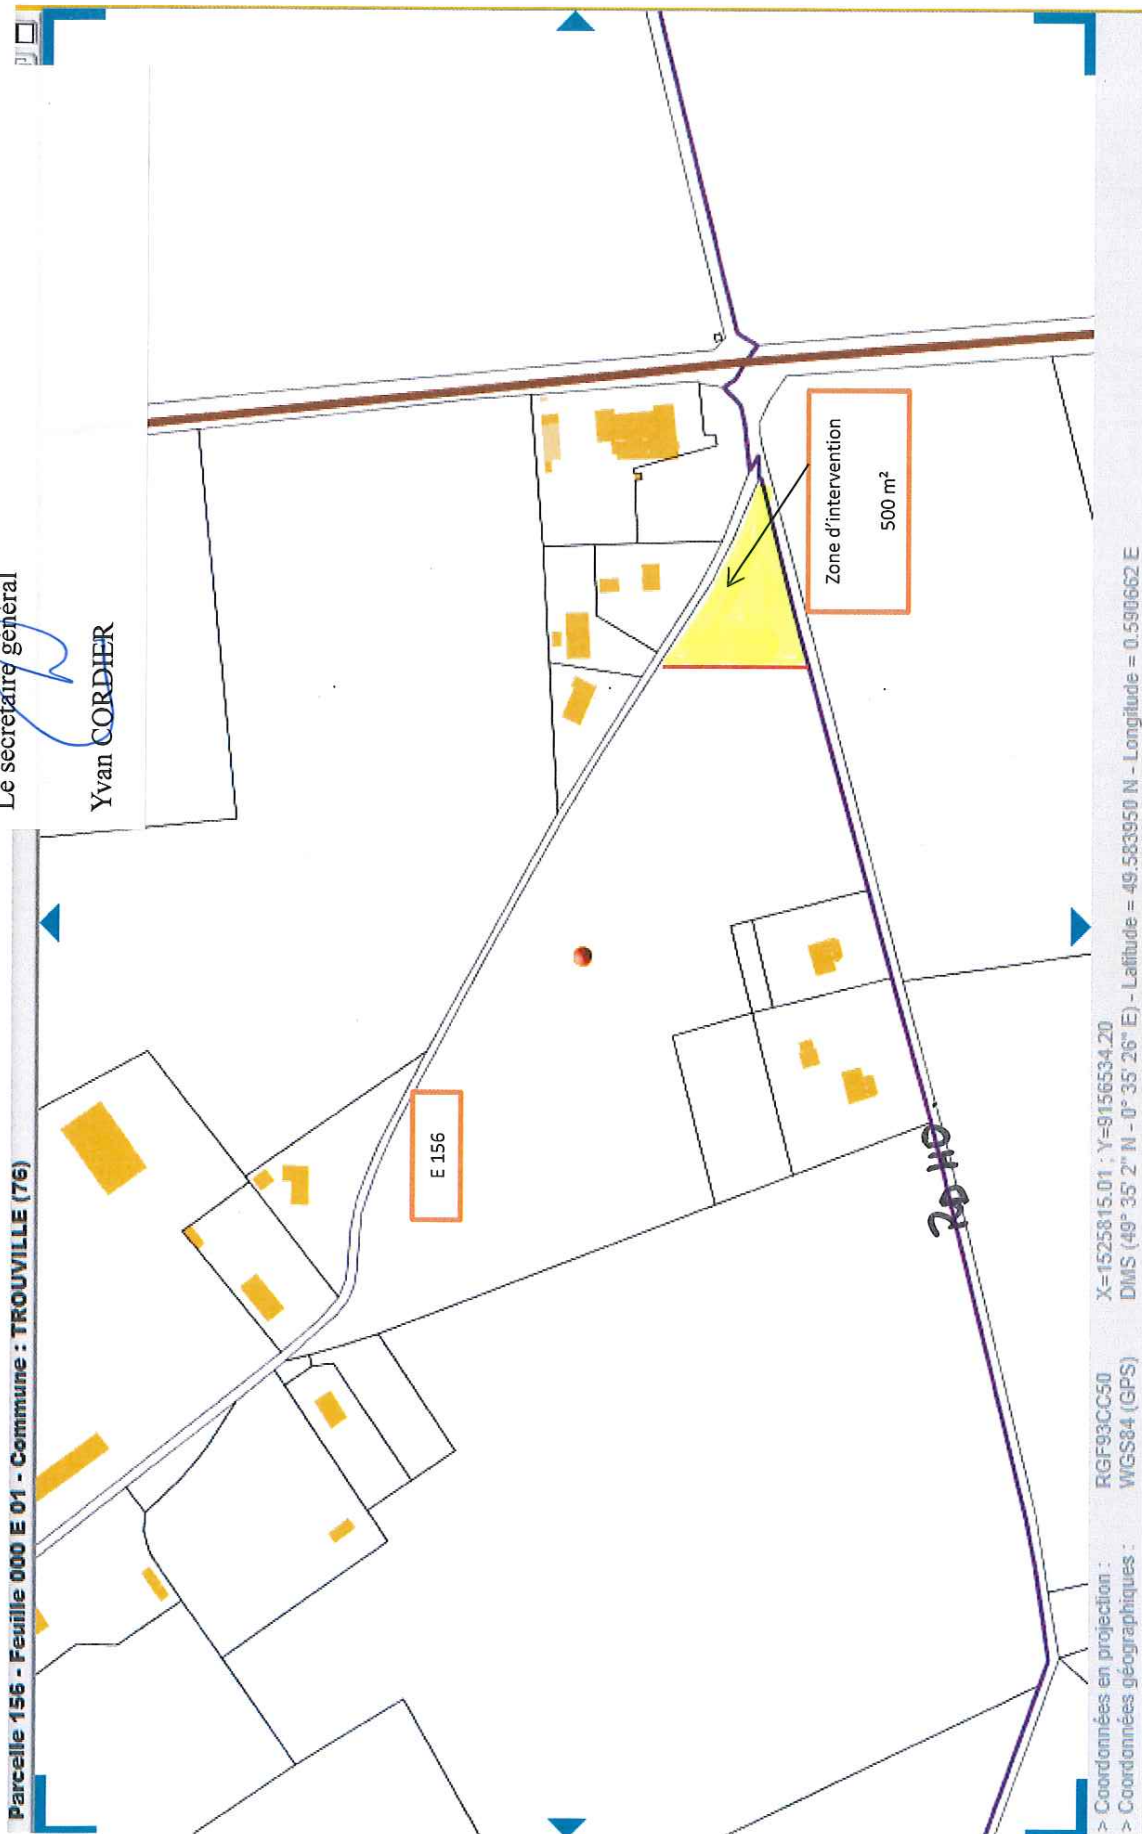 Le secrétaire général
Yvan CORDIER
Parcelle 156 - Feuille 000 E 01 - Commune : TROUVILLE (76)
E 156
Zone d'intervention
500 m²
RD 110
> Coordonnées en projection : RGF93CC50 X=1525815.01 ; Y=9156534.20
> Coordonnées géographiques : WGS84 (GPS) DMS (49° 35' 2" N - 0° 35' 26" E) - Latitude = 49.583950 N - Longitude = 0.590662 E